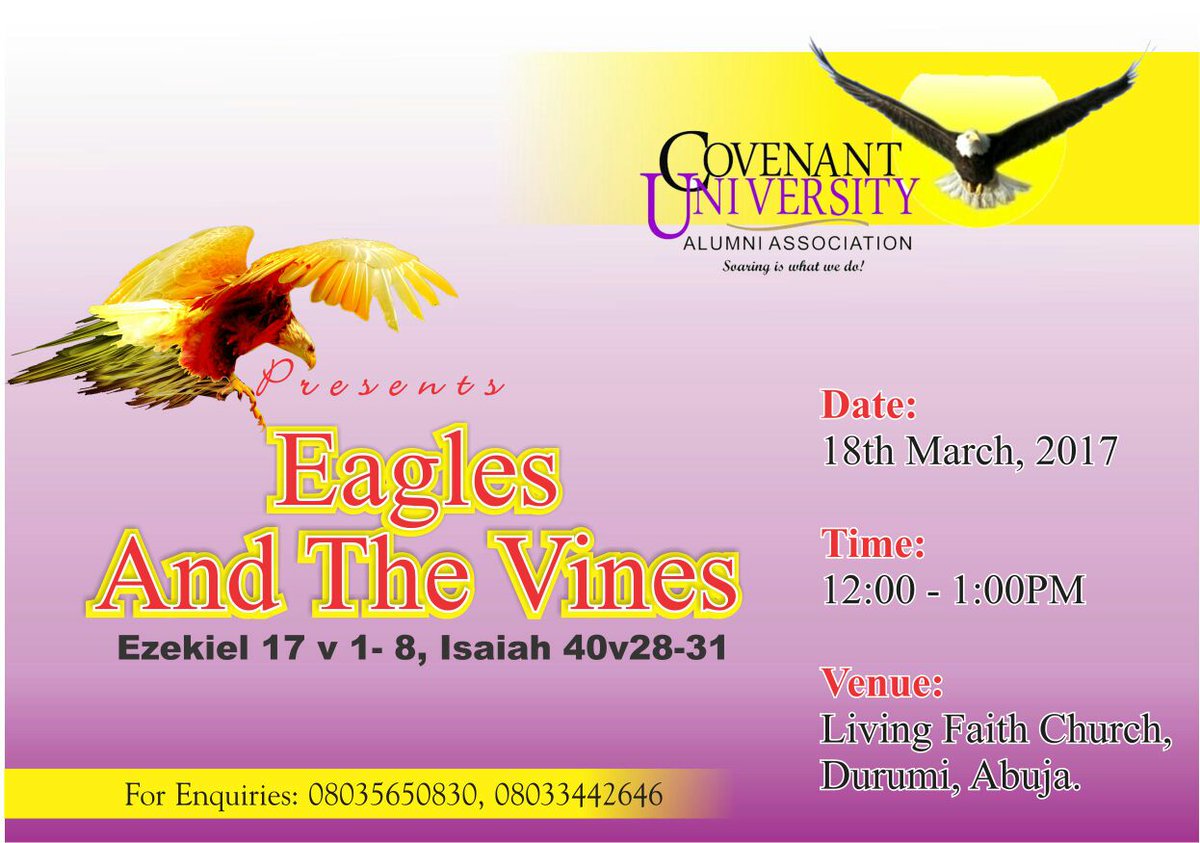 COVENANT
UNIVERSITY
ALUMNI ASSOCIATION
Soaring is what we do!
Presents
Eagles
And The Vines
Ezekiel 17 v 1- 8, Isaiah 40v28-31
Date:
18th March, 2017
Time:
12:00 - 1:00PM
Venue:
Living Faith Church,
Durumi, Abuja.
For Enquiries: 08035650830, 08033442646